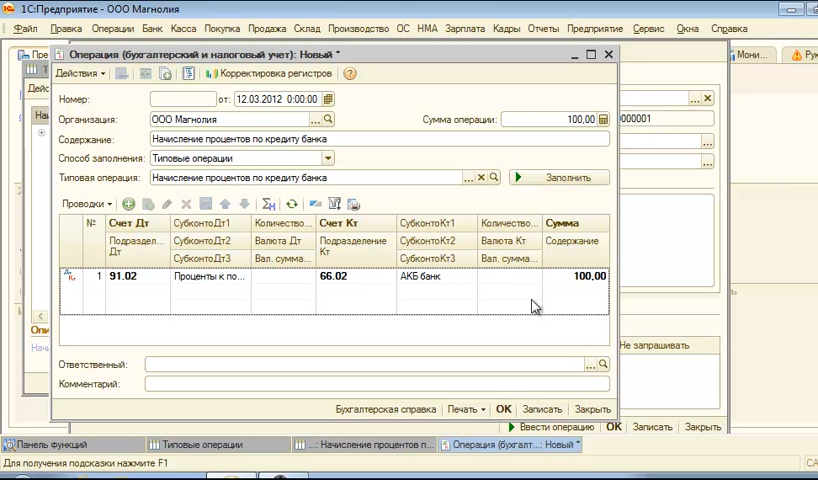 1С:Предприятие - ООО Магнолия
Файл Правка Операции Банк Касса Покупка Продажа Склад Производство ОС НМА Зарплата Кадры Отчеты Предприятие Сервис Окна Справка
Операция (бухгалтерский и налоговый учет): Новый *
Мони...
Действия
Корректировка регистров
Номер:
от:
12.03.2012 0:00:00
Организация:
ООО Магнолия
Сумма операции:
100,00
0000001
Содержание:
Начисление процентов по кредиту банка
Способ заполнения:
Типовые операции
Типовая операция:
Начисление процентов по кредиту банка
Заполнить
Проводки
№
Счет Дт
СубконтоДт1
Количество...
Счет Кт
СубконтоКт1
Количество...
Сумма
Подраздел...
Дт
СубконтоДт2
Валюта Дт
Подразделение
Кт
СубконтоКт2
Валюта Кт
Содержание
СубконтоДт3
Вал. сумма...
СубконтоКт3
Вал. сумма...
Дт
Кт
1
91.02
Проценты к по...
66.02
АКБ банк
100,00
Ответственный:
Не запрашивать
Комментарий:
Бухгалтерская справка
Печать
OK
Записать
Закрыть
Ввести операцию
OK
Записать
Закрыть
Панель функций
Типовые операции
...: Начисление процентов п...
Операция (бухгалт...: Новый *
Для получения подсказки нажмите F1